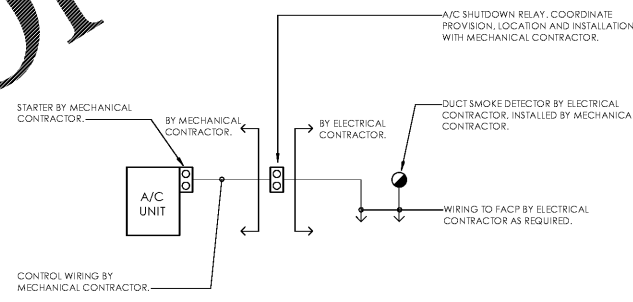 A/C SHUTDOWN RELAY, COORDINATE
PROVISION, LOCATION AND INSTALLATION
WITH MECHANICAL CONTRACTOR.
STARTER BY MECHANICAL
CONTRACTOR.
BY MECHANICAL
CONTRACTOR.
BY ELECTRICAL
CONTRACTOR.
DUCT SMOKE DETECTOR BY ELECTRICAL
CONTRACTOR, INSTALLED BY MECHANICA
CONTRACTOR.
A/C
UNIT
WIRING TO FACP BY ELECTRICAL
CONTRACTOR AS REQUIRED.
CONTROL WIRING BY
MECHANICAL CONTRACTOR.